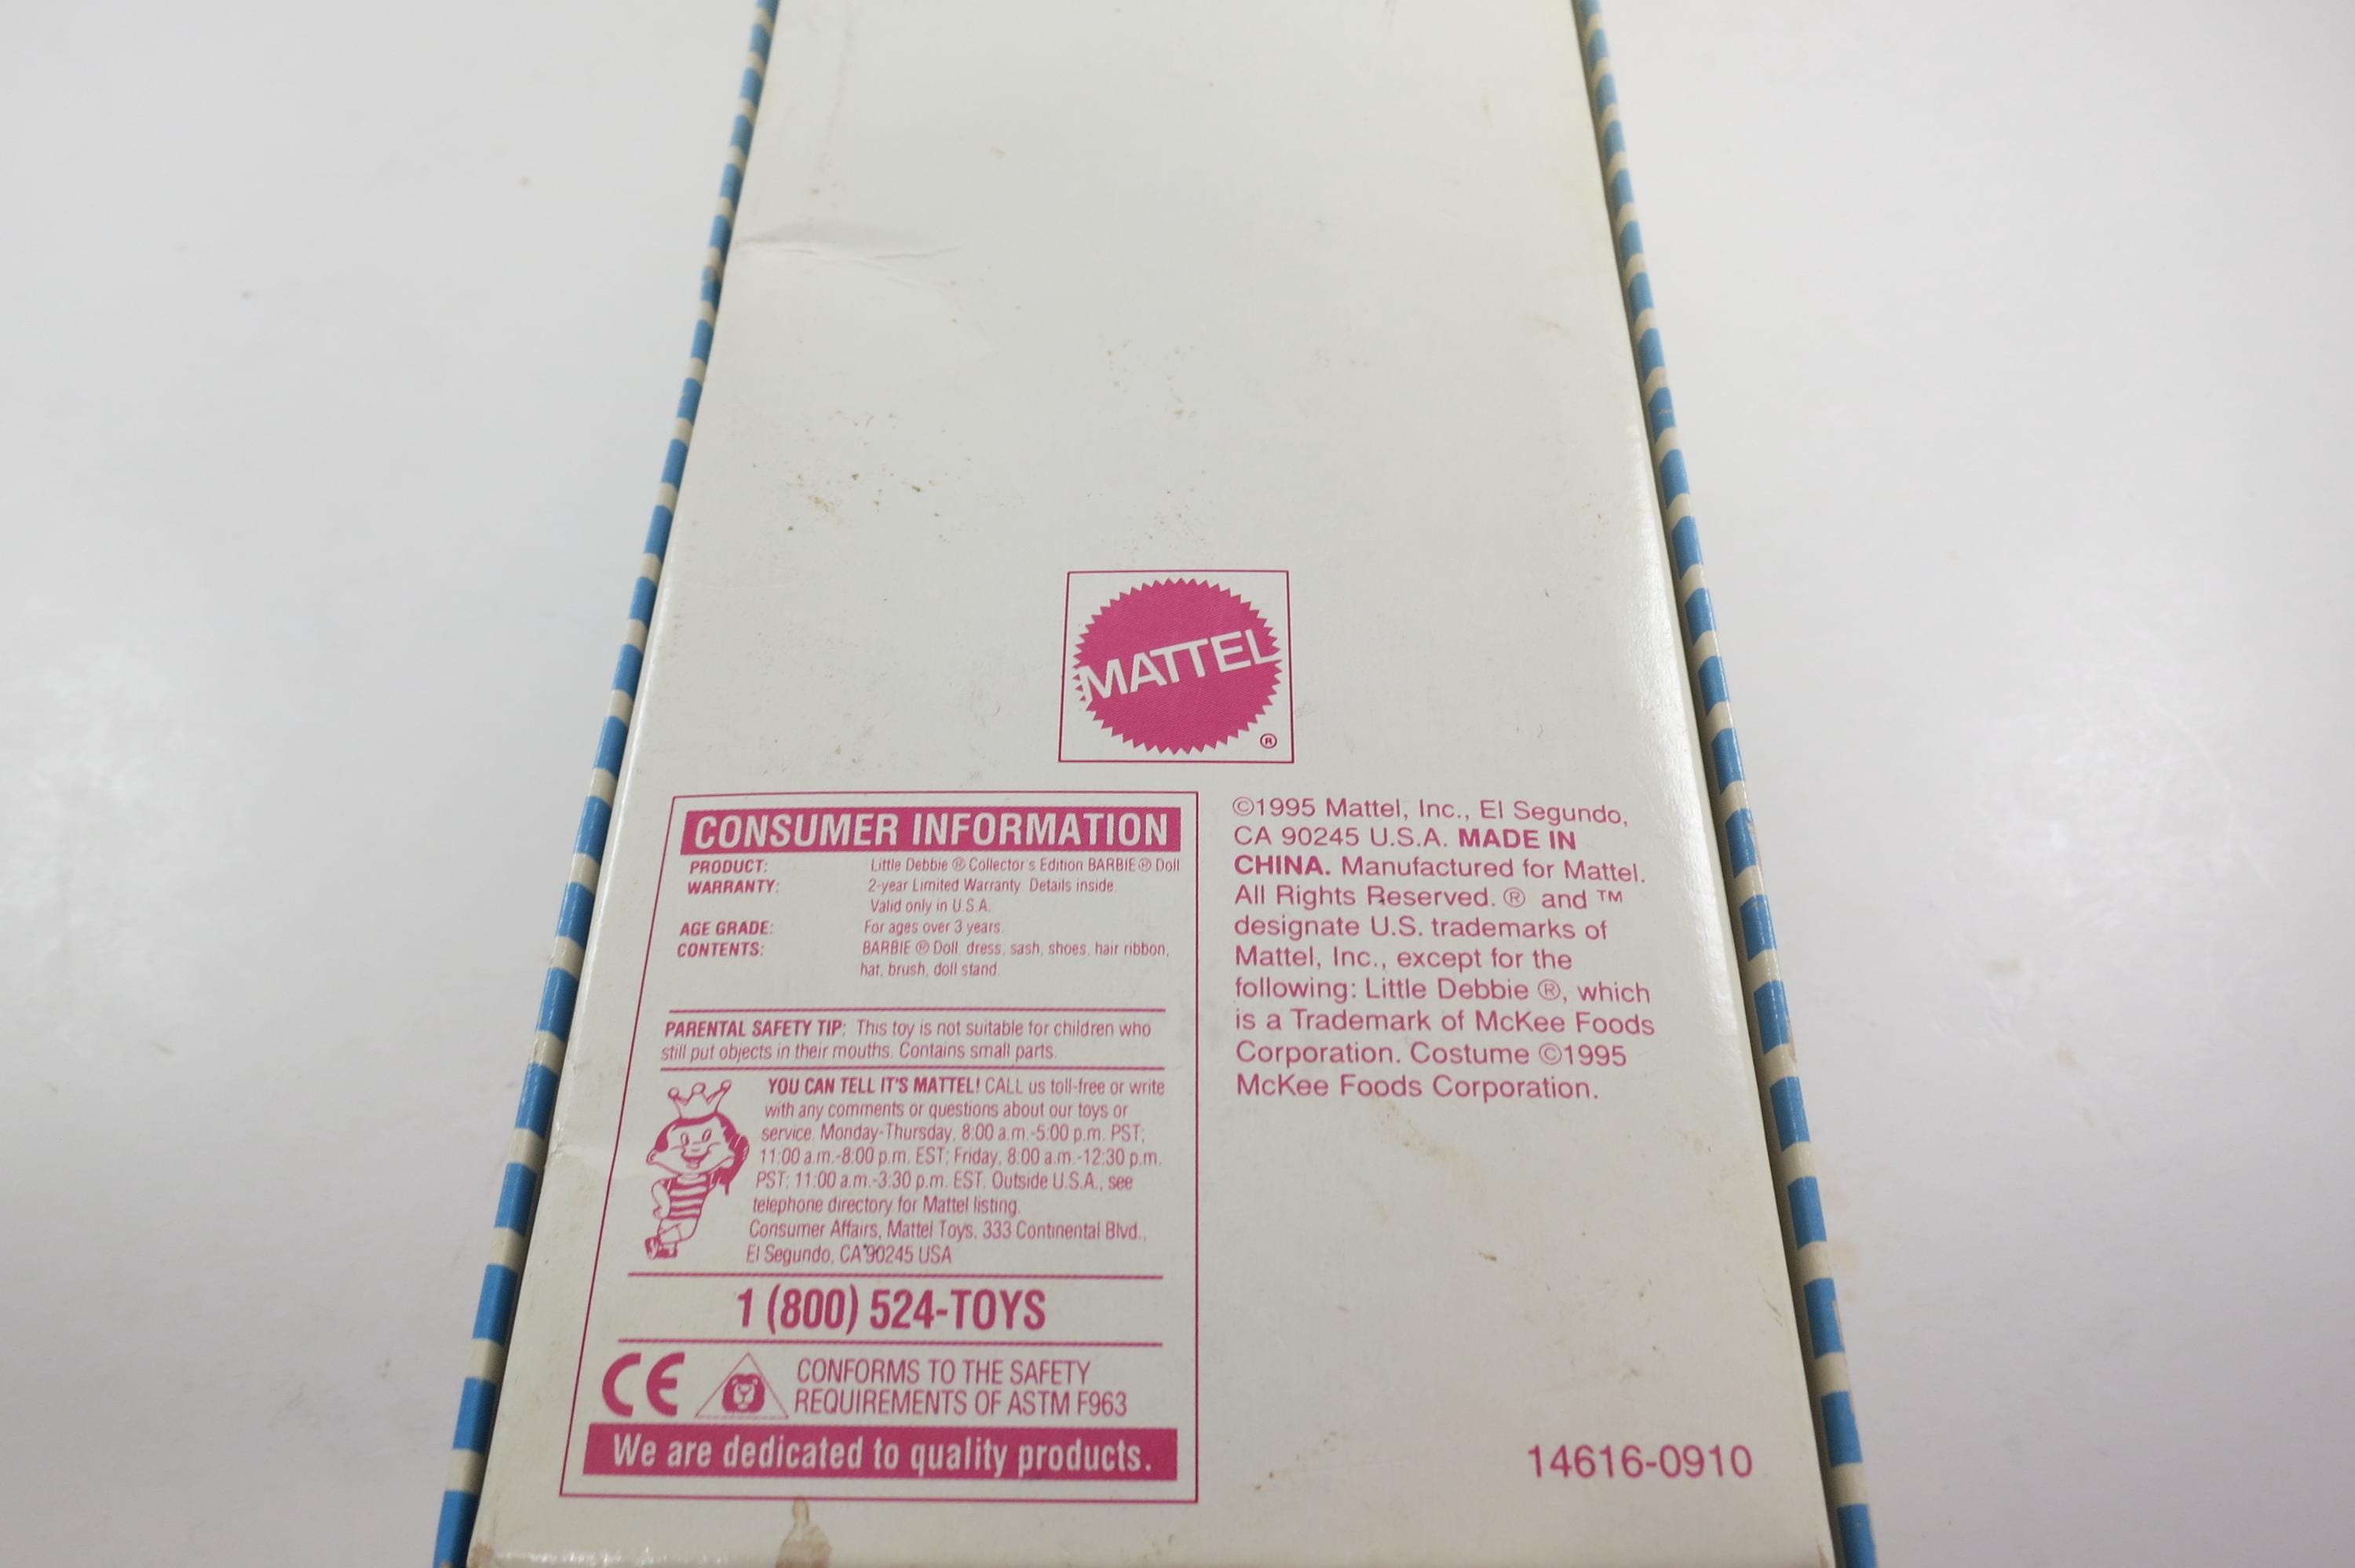 MATTEL
®
CONSUMER INFORMATION
PRODUCT: Little Debbie ® Collector's Edition BARBIE ® Doll
WARRANTY: 2-year Limited Warranty. Details inside.
Valid only in U.S.A.
AGE GRADE: For ages over 3 years.
CONTENTS: BARBIE ® Doll, dress, sash, shoes, hair ribbon,
hat, brush, doll stand.
PARENTAL SAFETY TIP: This toy is not suitable for children who
still put objects in their mouths. Contains small parts.
YOU CAN TELL IT'S MATTEL! CALL us toll-free or write
with any comments or questions about our toys or
service. Monday-Thursday, 8:00 a.m.-5:00 p.m. PST;
11:00 a.m.-8:00 p.m. EST; Friday, 8:00 a.m.-12:30 p.m.
PST; 11:00 a.m.-3:30 p.m. EST. Outside U.S.A., see
telephone directory for Mattel listing.
Consumer Affairs, Mattel Toys, 333 Continental Blvd.,
El Segundo, CA 90245 USA
1 (800) 524-TOYS
CE
CONFORMS TO THE SAFETY
REQUIREMENTS OF ASTM F963
We are dedicated to quality products.
©1995 Mattel, Inc., El Segundo,
CA 90245 U.S.A. MADE IN
CHINA. Manufactured for Mattel.
All Rights Reserved. ® and ™
designate U.S. trademarks of
Mattel, Inc., except for the
following: Little Debbie ®, which
is a Trademark of McKee Foods
Corporation. Costume ©1995
McKee Foods Corporation.
14616-0910